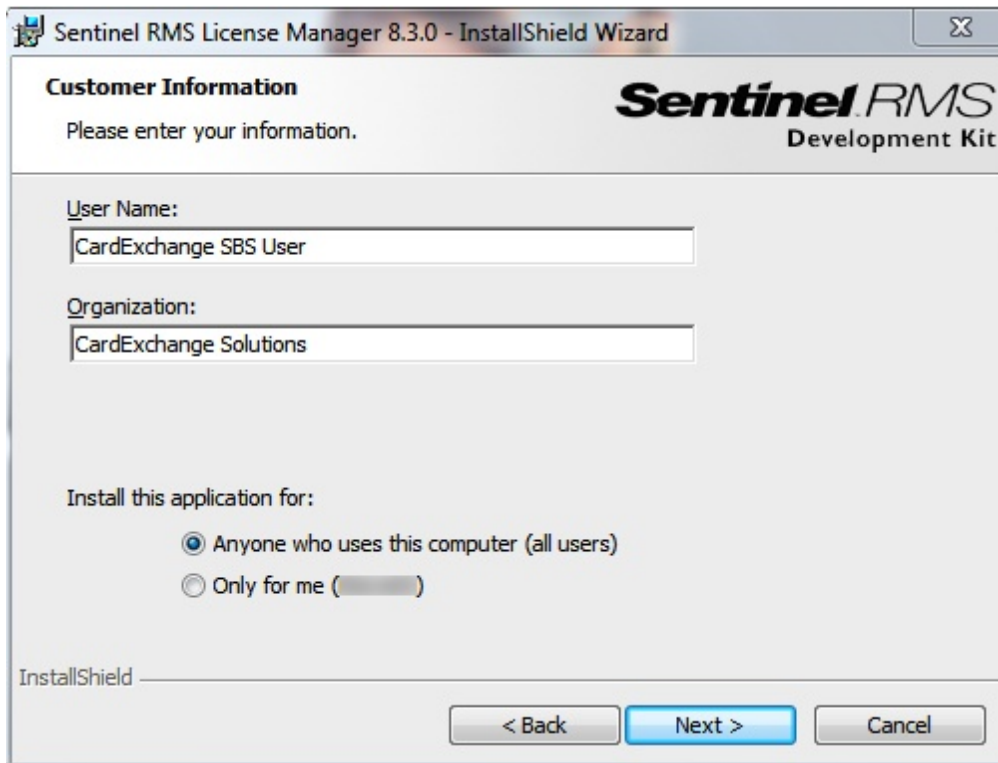 Sentinel RMS License Manager 8.3.0 - InstallShield Wizard
Customer Information
Please enter your information.
Sentinel RMS
Development Kit
User Name:
CardExchange SBS User
Organization:
CardExchange Solutions
Install this application for:
Anyone who uses this computer (all users)
Only for me ( )
InstallShield
< Back
Next >
Cancel